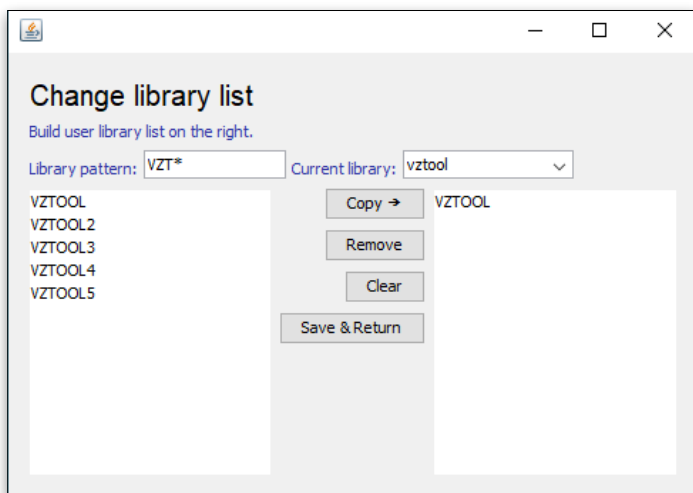 Change library list
Build user library list on the right.
Library pattern: VZT* Current library: vztool
VZTOOL
VZTOOL2
VZTOOL3
VZTOOL4
VZTOOL5
Copy →
Remove
Clear
Save & Return
VZTOOL